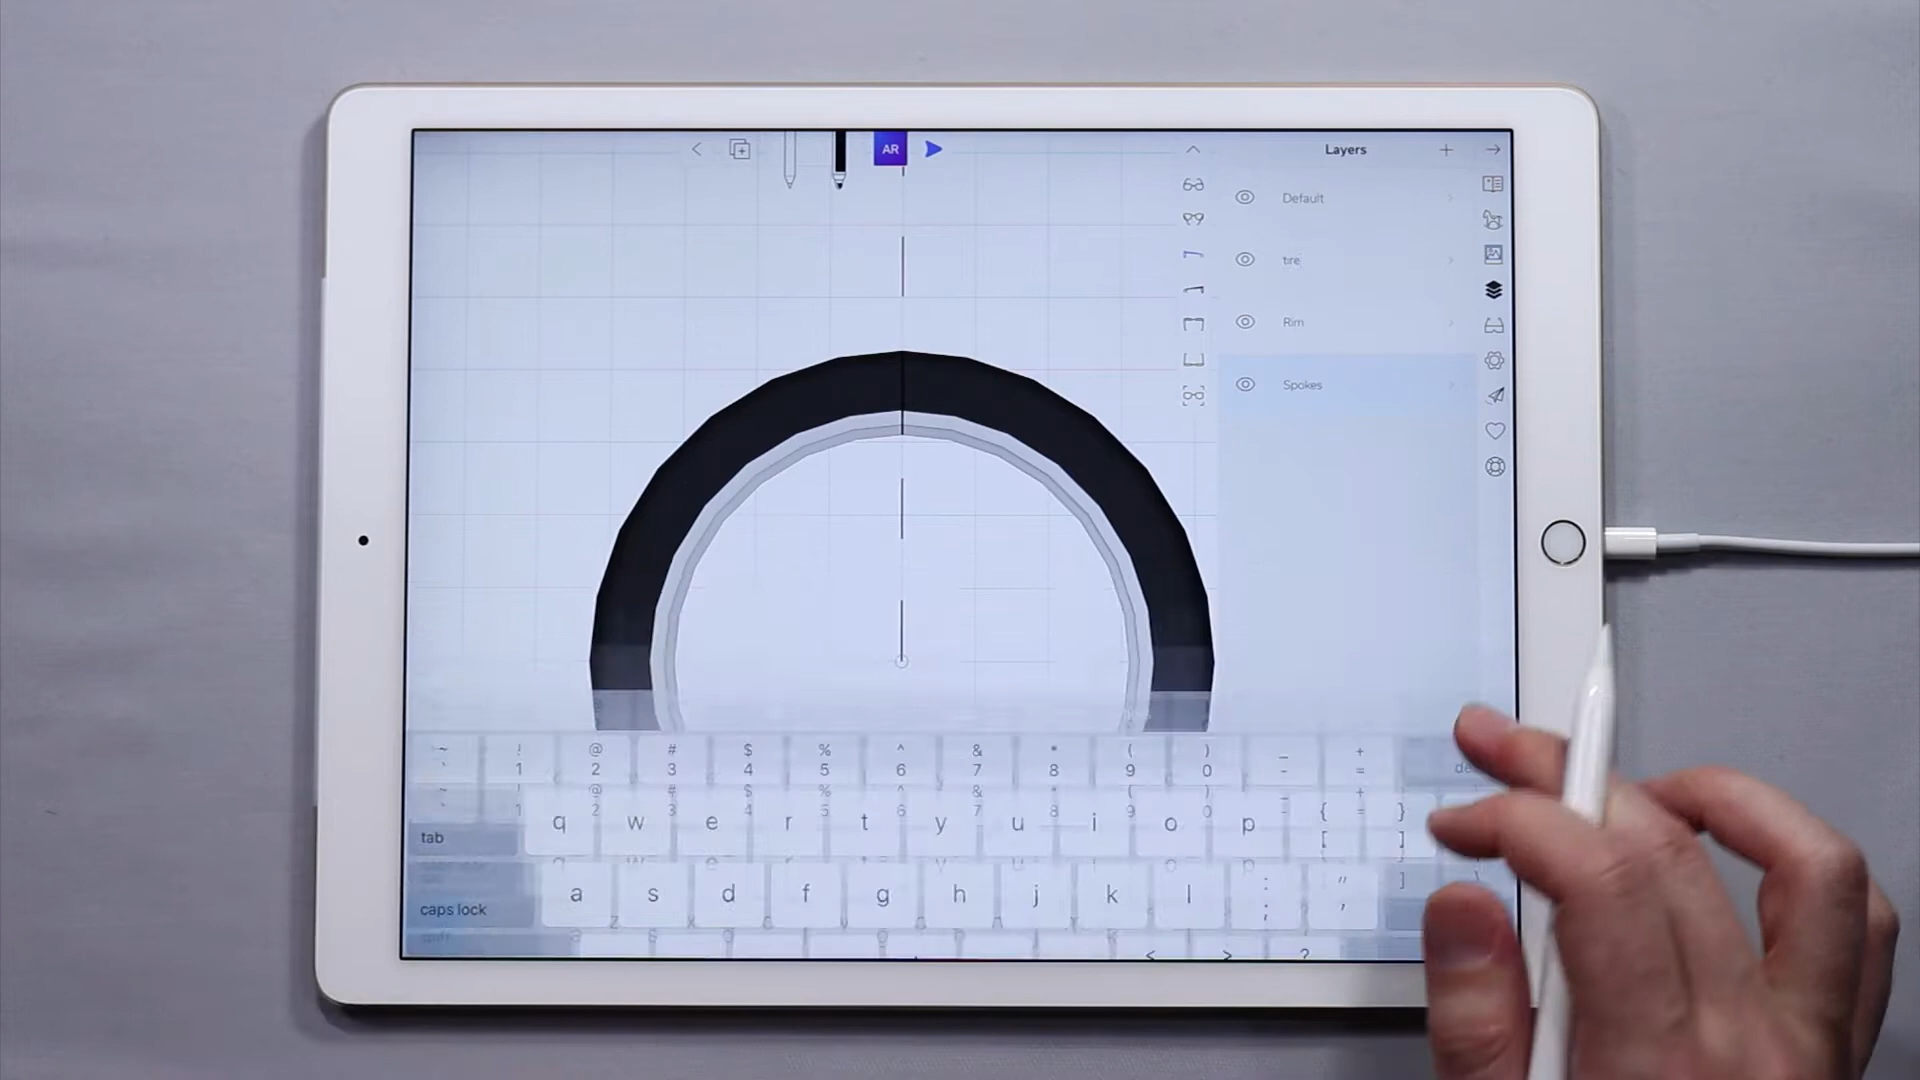 AR
Layers
Default
tire
Rim
Spokes
~ ! @ # $ % ^ & * ( ) _ +
` 1 2 3 4 5 6 7 8 9 0 - =
tab q w e r t y u i o p { [ } ]
caps lock a s d f g h j k l : ; " '
< > ?